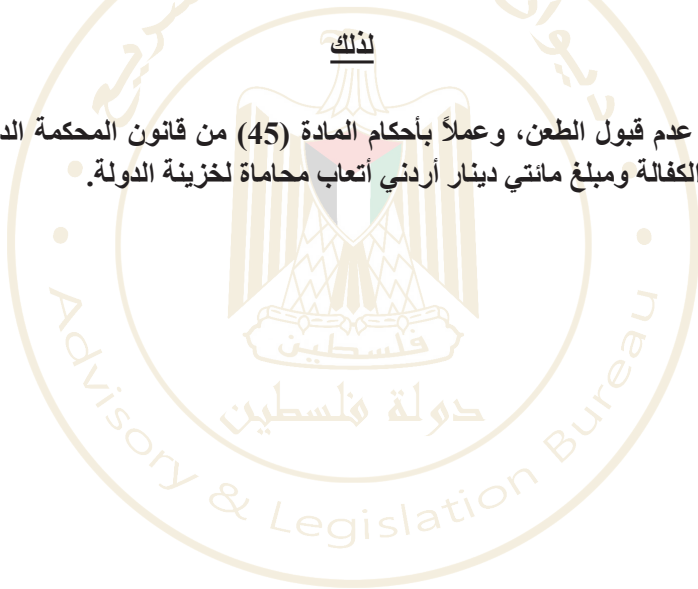 لذلك
عدم قبول الطعن، وعملاً بأحكام المادة (45) من قانون المحكمة
الكفالة ومبلغ مائتي دينار أردني أتعاب محاماة لخزينة الدولة.
فلسطين
دولة فلسطين
Advisory & Legislation Bureau